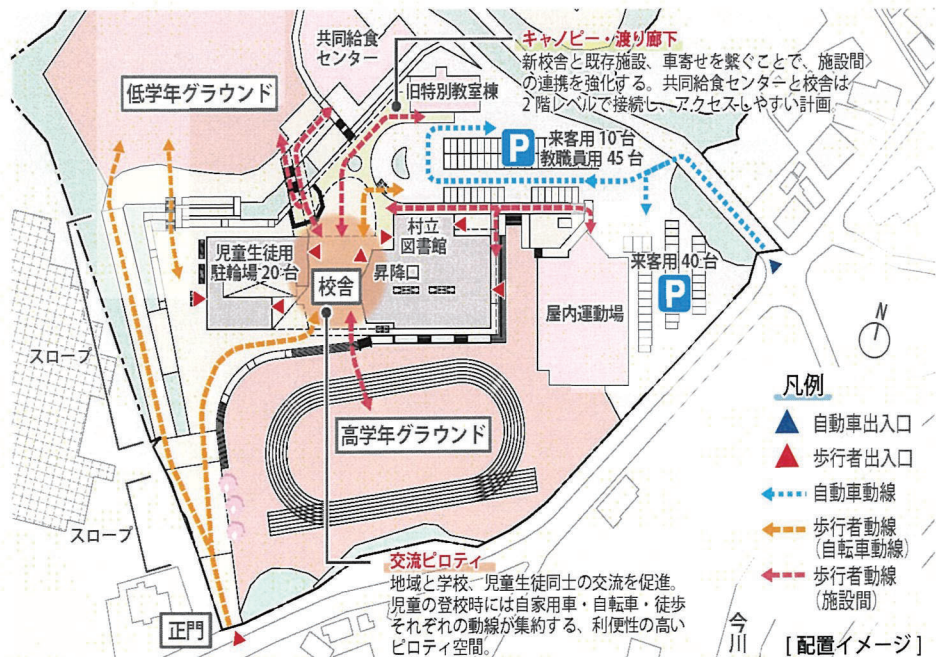 共同給食
センター
キャノピー・渡り廊下
新校舎と既存施設、車寄せを繋ぐことで、施設間
の連携を強化する。共同給食センターと校舎は
2階レベルで接続し、アクセスしやすい計画
低学年グラウンド
旧特別教室棟
P
来客用10台
教職員用45台
児童生徒用
駐輪場20台
村立
図書館
昇降口
校舎
来客用40台
P
屋内運動場
N
スロープ
高学年グラウンド
スロープ
正門
交流ピロティ
地域と学校、児童生徒同士の交流を促進。
児童の登校時には自家用車・自転車・徒歩
それぞれの動線が集約する、利便性の高い
ピロティ空間。
凡例
自動車出入口
歩行者出入口
自動車動線
歩行者動線
(自転車動線)
歩行者動線
(施設間)
今川
[配置イメージ]